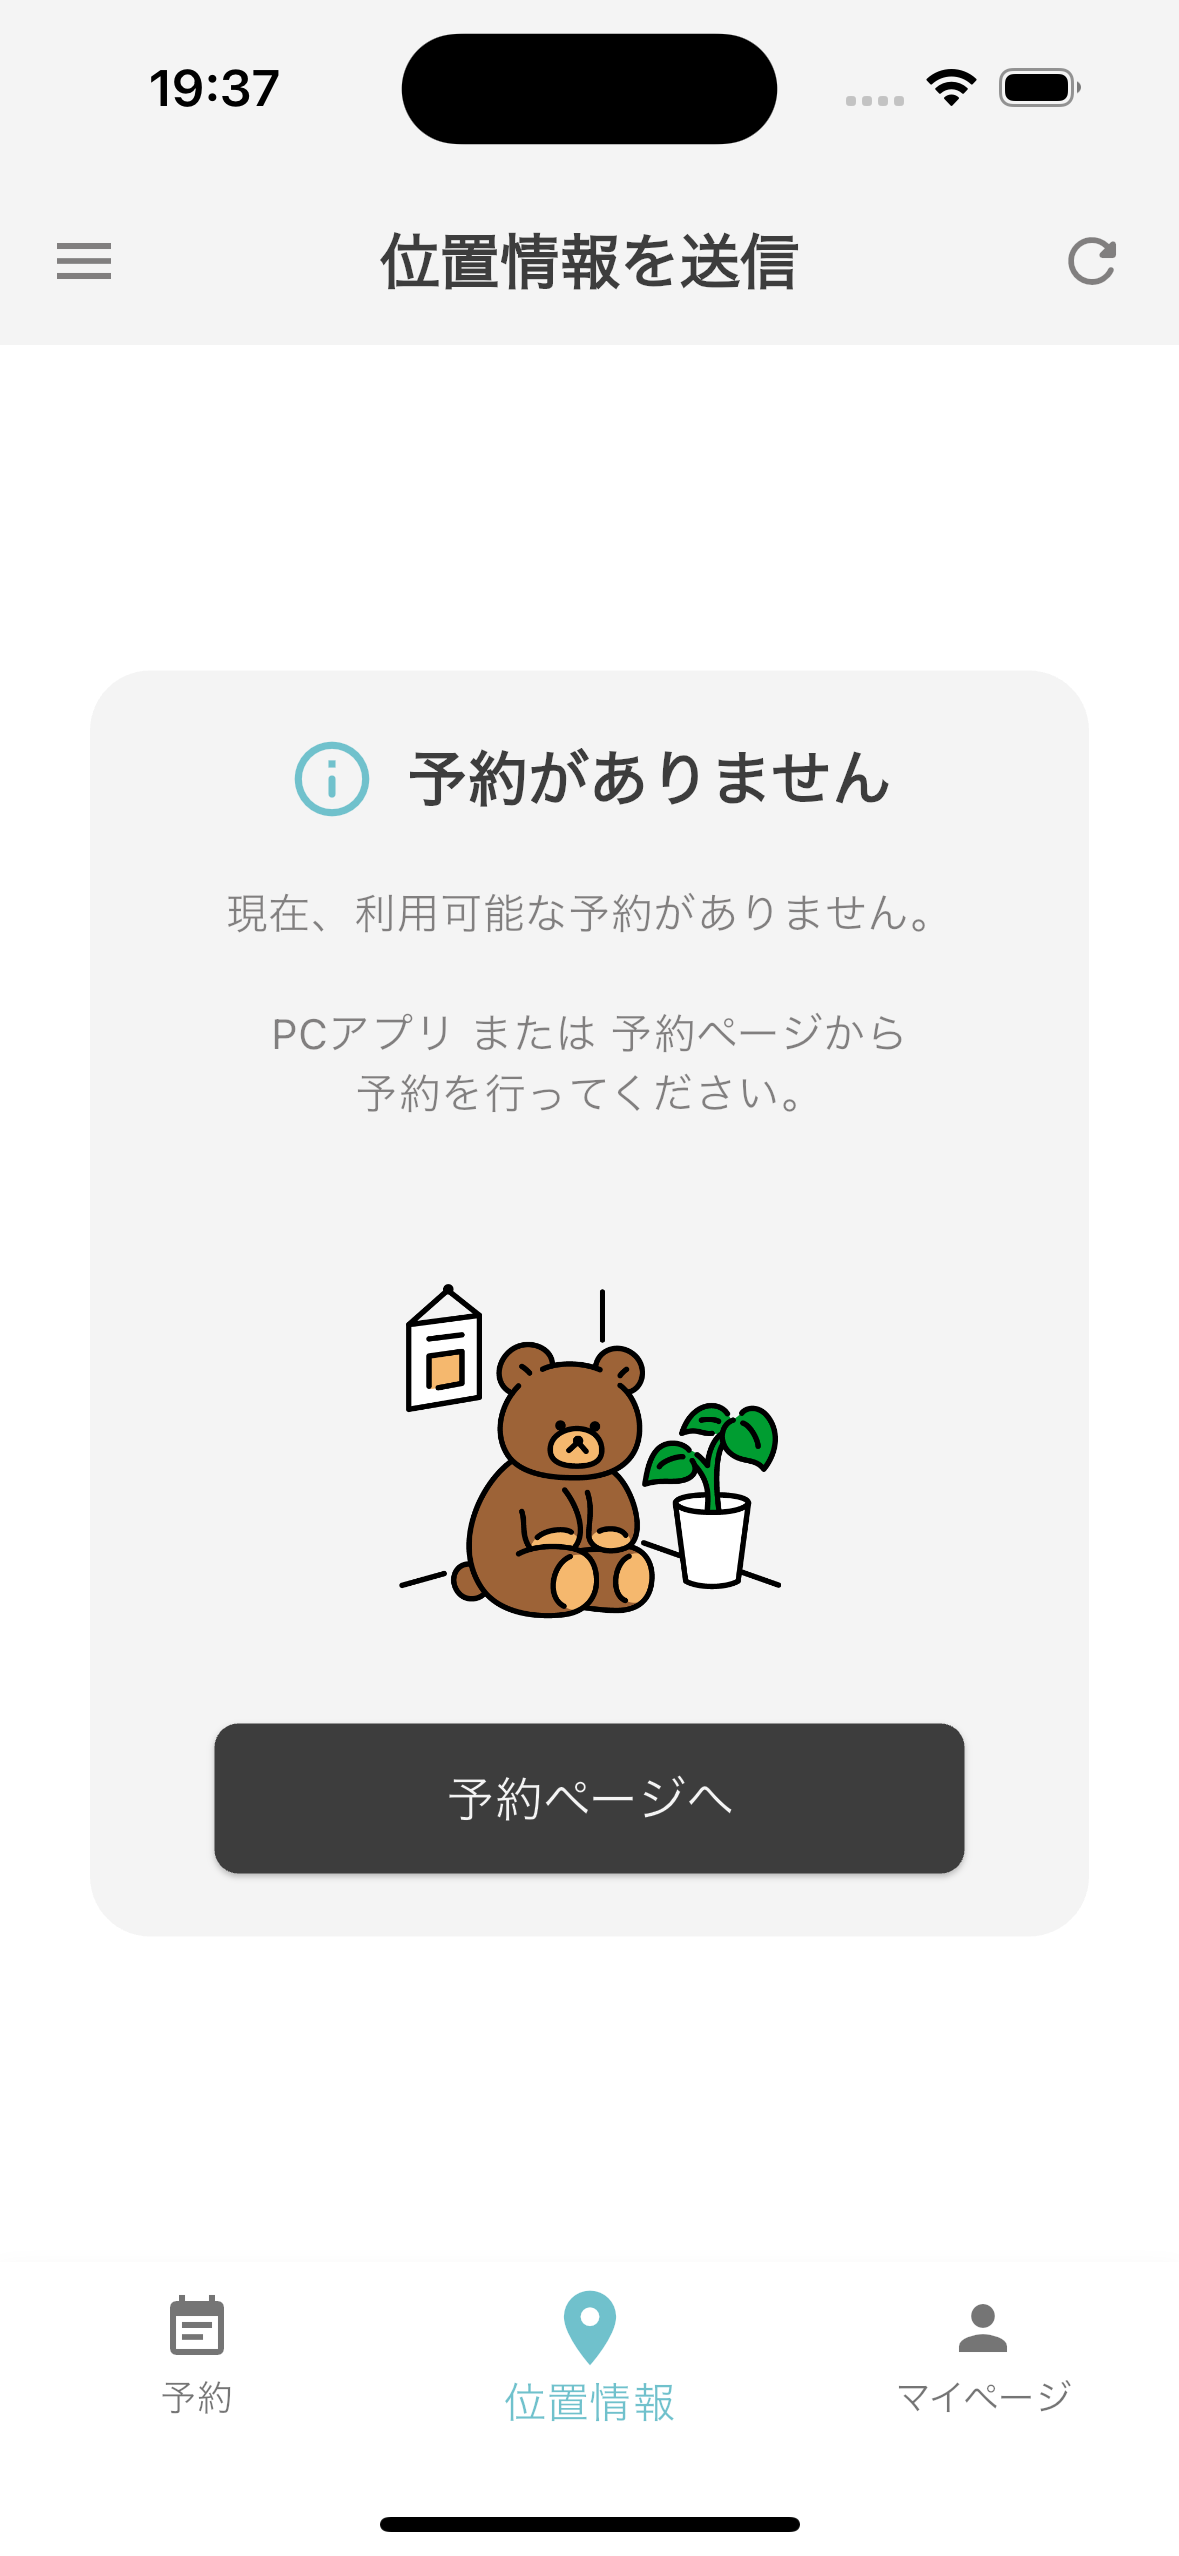 19:37
位置情報を送信
予約がありません
現在、利用可能な予約がありません。
PCアプリ または 予約ページから
予約を行ってください。
予約ページへ
予約
位置情報
マイページ